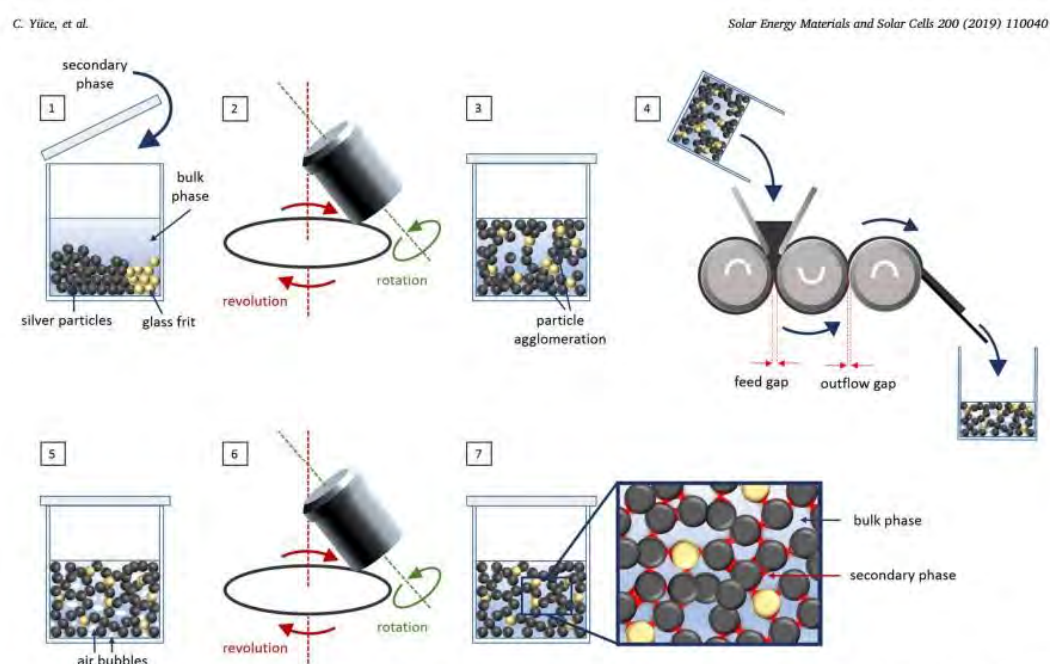 C. Yüce, et al.
Solar Energy Materials and Solar Cells 200 (2019) 110040
secondary
phase
1
bulk
phase
silver particles
glass frit
2
revolution
rotation
3
particle
agglomeration
4
feed gap
outflow gap
5
air bubbles
6
revolution
rotation
7
bulk phase
secondary phase